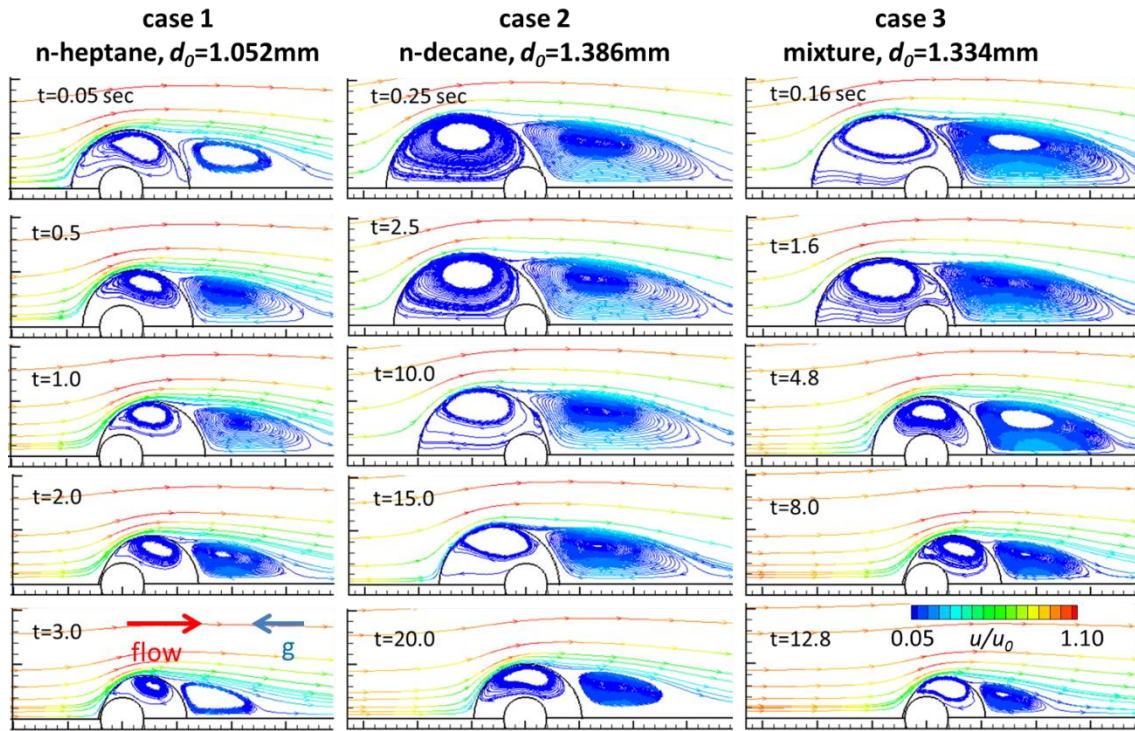 case 1
n-heptane, d0=1.052mm
case 2
n-decane, d0=1.386mm
case 3
mixture, d0=1.334mm
t=0.05 sec
t=0.25 sec
t=0.16 sec
t=0.5
t=2.5
t=1.6
t=1.0
t=10.0
t=4.8
t=2.0
t=15.0
t=8.0
t=3.0
flow
g
t=20.0
t=12.8
0.05
u/u0
1.10